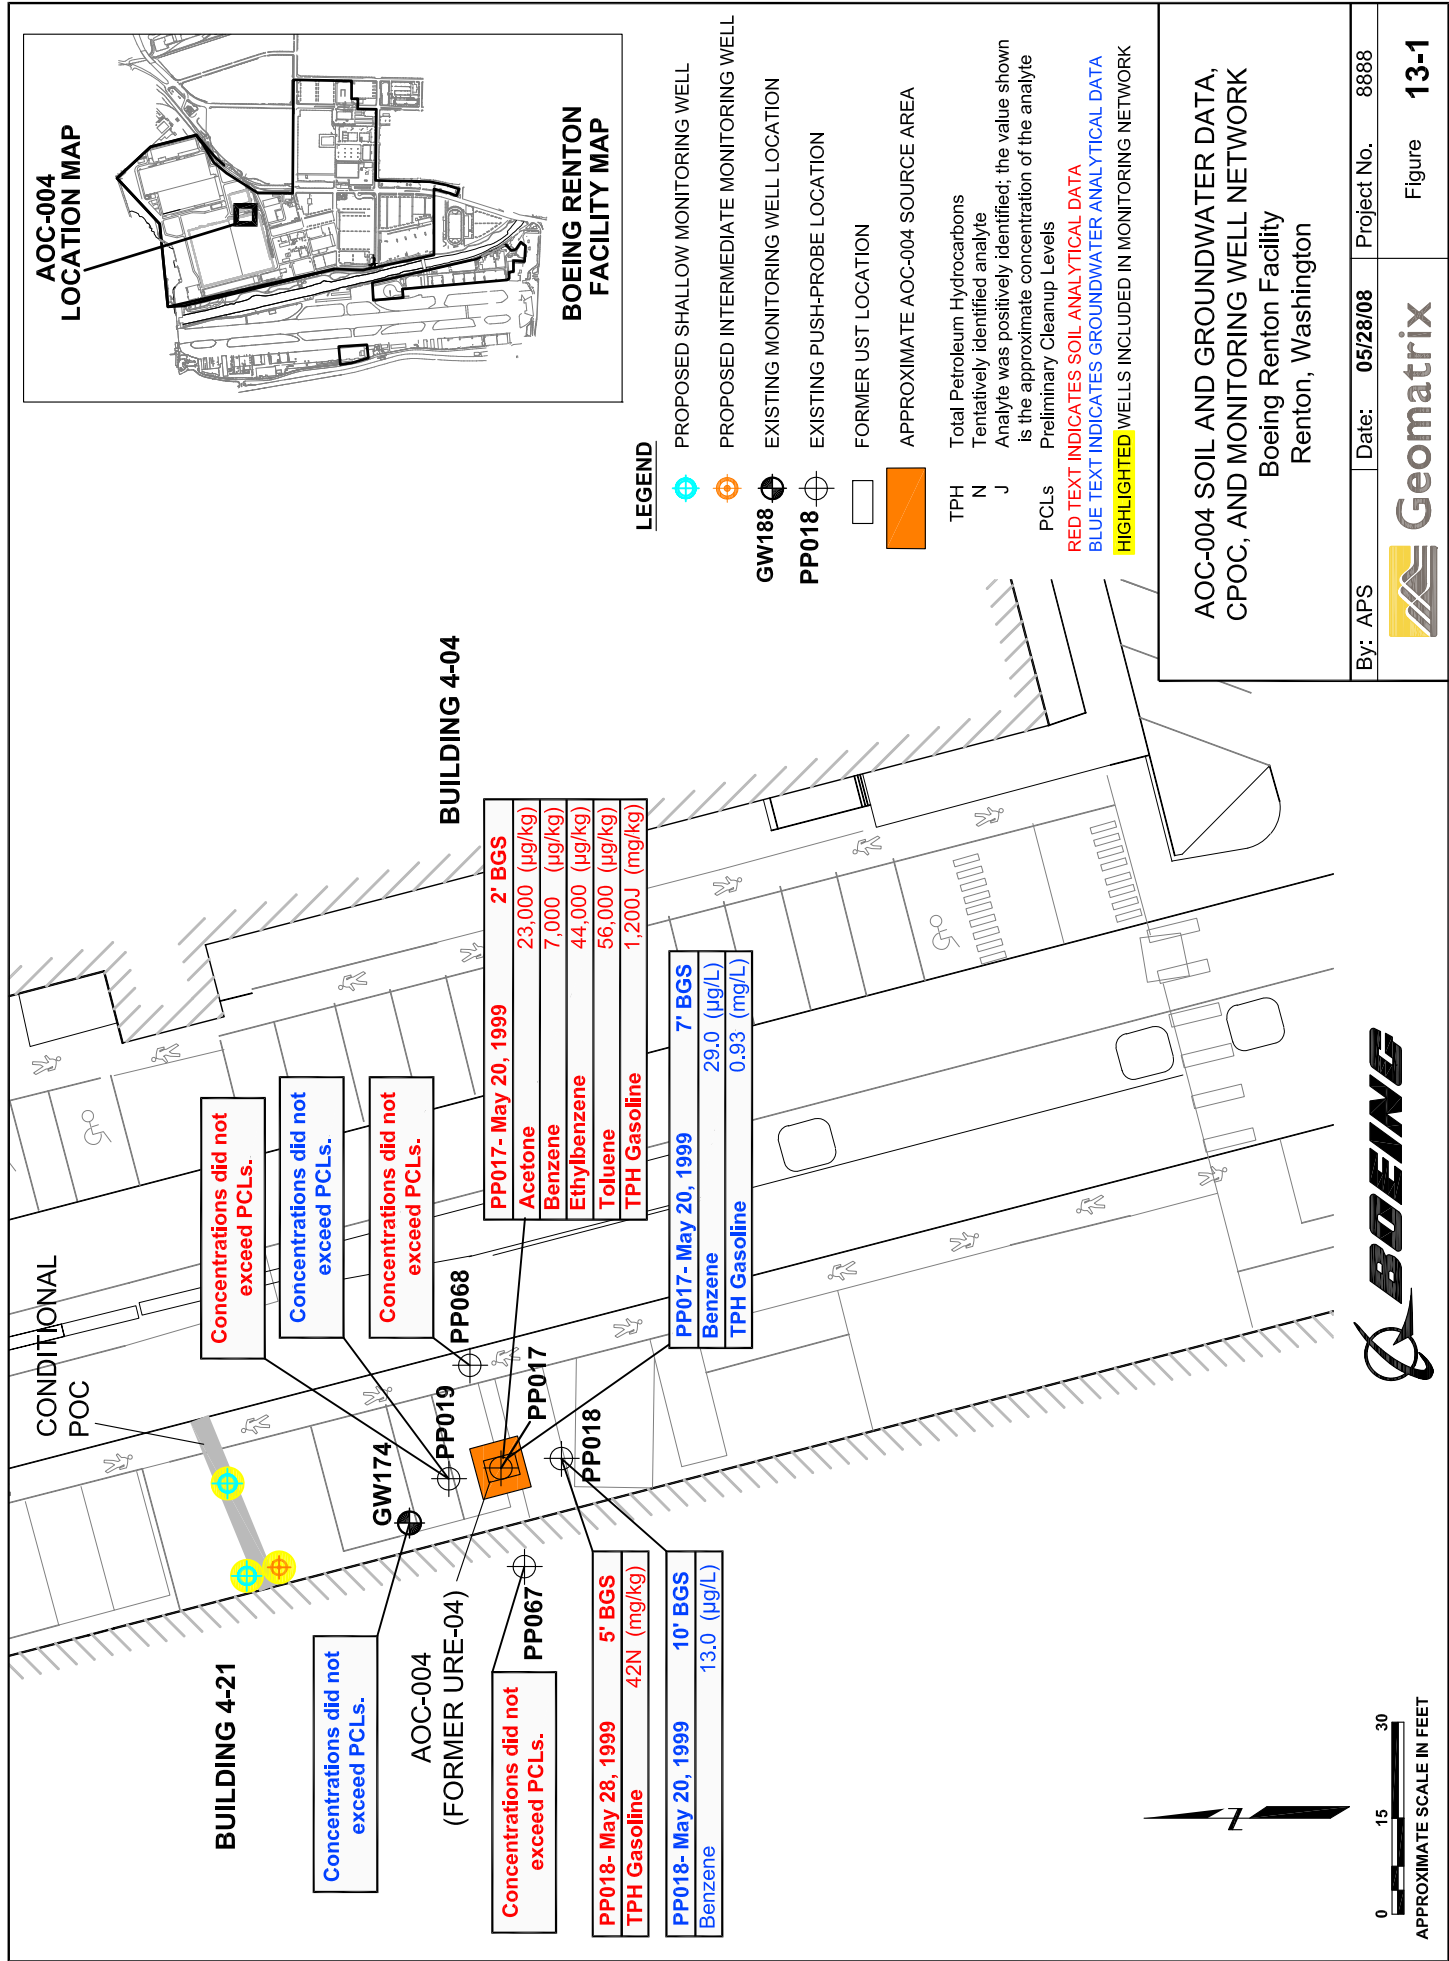 AOC-004
LOCATION MAP
BOEING RENTON
FACILITY MAP
LEGEND
PROPOSED SHALLOW MONITORING WELL
PROPOSED INTERMEDIATE MONITORING WELL
GW188
EXISTING MONITORING WELL LOCATION
PP018
EXISTING PUSH-PROBE LOCATION
FORMER UST LOCATION
APPROXIMATE AOC-004 SOURCE AREA
TPH Total Petroleum Hydrocarbons
N Tentatively identified analyte
J Analyte was positively identified; the value shown
is the approximate concentration of the analyte
PCLs Preliminary Cleanup Levels
RED TEXT INDICATES SOIL ANALYTICAL DATA
BLUE TEXT INDICATES GROUNDWATER ANALYTICAL DATA
HIGHLIGHTED WELLS INCLUDED IN MONITORING NETWORK
BUILDING 4-04
CONDITIONAL
POC
Concentrations did not
exceed PCLs.
Concentrations did not
exceed PCLs.
Concentrations did not
exceed PCLs.
PP017- May 20, 1999 2' BGS
Acetone 23,000 (µg/kg)
Benzene 7,000 (µg/kg)
Ethylbenzene 44,000 (µg/kg)
Toluene 56,000 (µg/kg)
TPH Gasoline 1,200J (mg/kg)
PP017- May 20, 1999 7' BGS
Benzene 29.0 (µg/L)
TPH Gasoline 0.93 (mg/L)
GW174
PP019
PP068
PP017
PP018
PP067
BUILDING 4-21
Concentrations did not
exceed PCLs.
AOC-004
(FORMER URE-04)
Concentrations did not
exceed PCLs.
PP018- May 28, 1999 5' BGS
TPH Gasoline 42N (mg/kg)
PP018- May 20, 1999 10' BGS
Benzene 13.0 (µg/L)
N
0 15 30
APPROXIMATE SCALE IN FEET
BOEING
AOC-004 SOIL AND GROUNDWATER DATA,
CPOC, AND MONITORING WELL NETWORK
Boeing Renton Facility
Renton, Washington
By: APS Date: 05/28/08 Project No. 8888
Geomatrix Figure 13-1